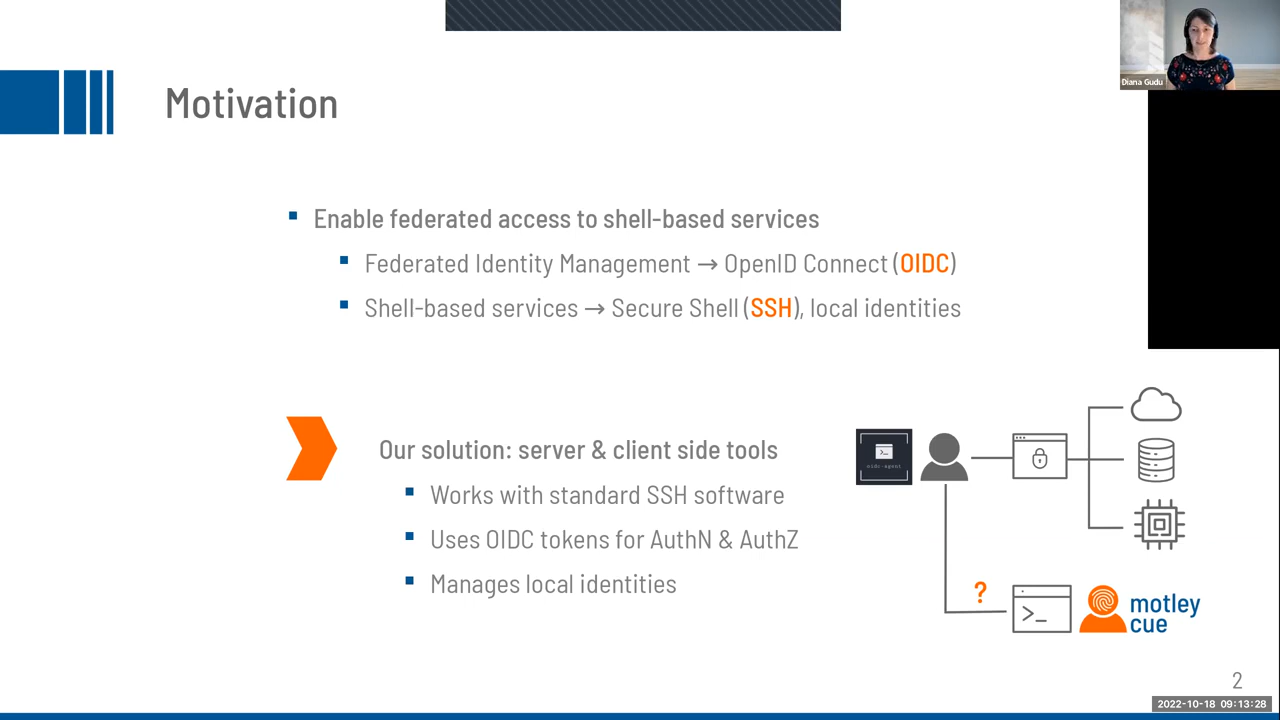 Diana Gudu
Motivation
Enable federated access to shell-based services
Federated Identity Management → OpenID Connect (OIDC)
Shell-based services → Secure Shell (SSH), local identities
Our solution: server & client side tools
Works with standard SSH software
Uses OIDC tokens for AuthN & AuthZ
Manages local identities
oidc-agent
?
>_
motley
cue
2
2022-10-18 09:13:28